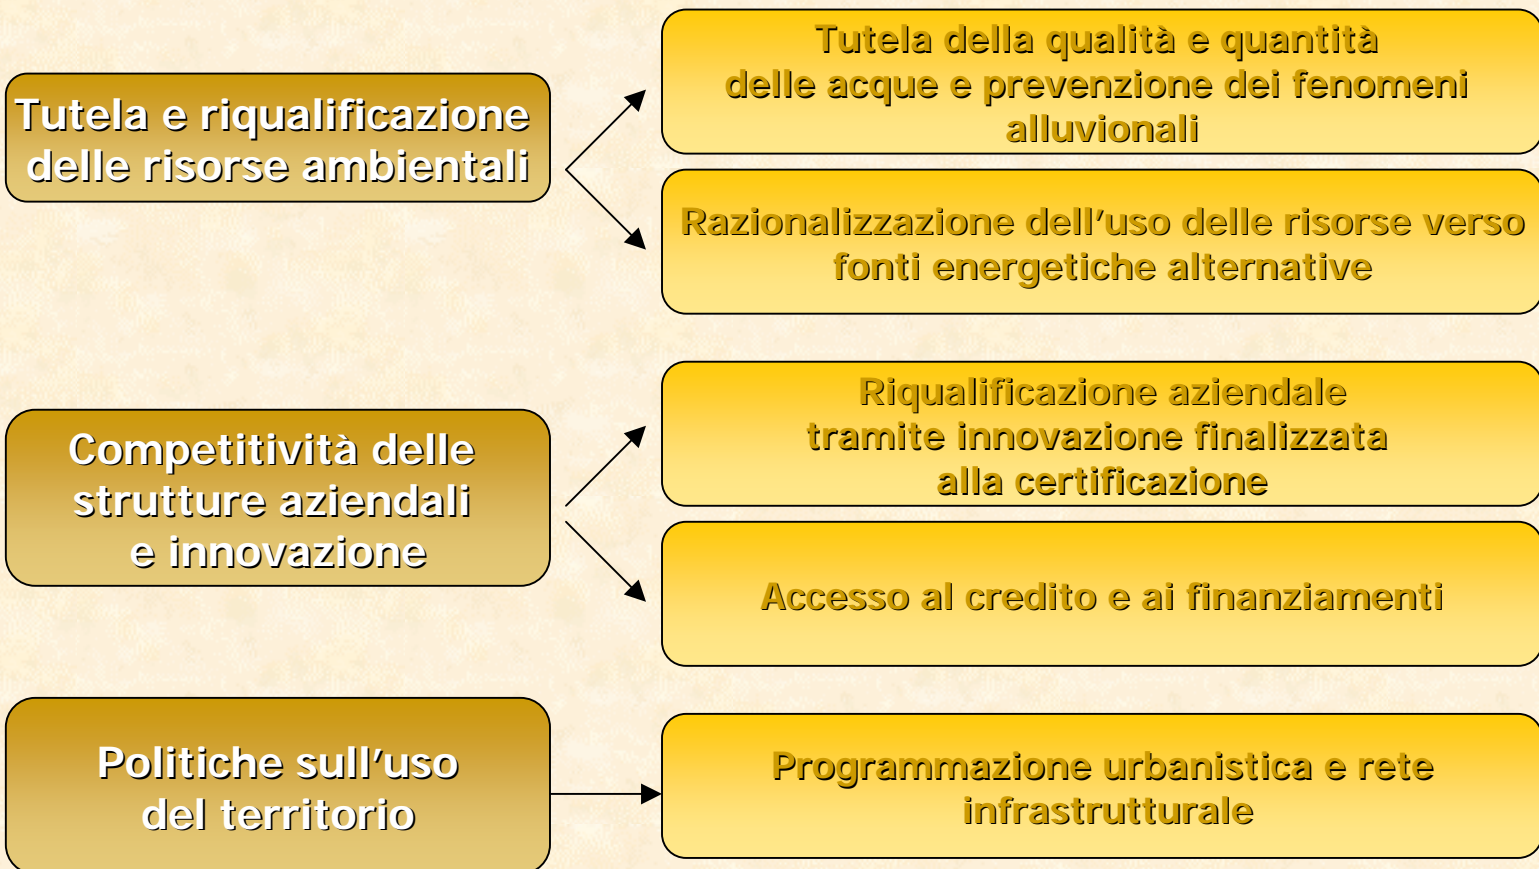 Tutela e riqualificazione
delle risorse ambientali
Tutela della qualità e quantità
delle acque e prevenzione dei fenomeni
alluvionali
Razionalizzazione dell’uso delle risorse verso
fonti energetiche alternative
Competitività delle
strutture aziendali
e innovazione
Riqualificazione aziendale
tramite innovazione finalizzata
alla certificazione
Accesso al credito e ai finanziamenti
Politiche sull’uso
del territorio
Programmazione urbanistica e rete
infrastrutturale